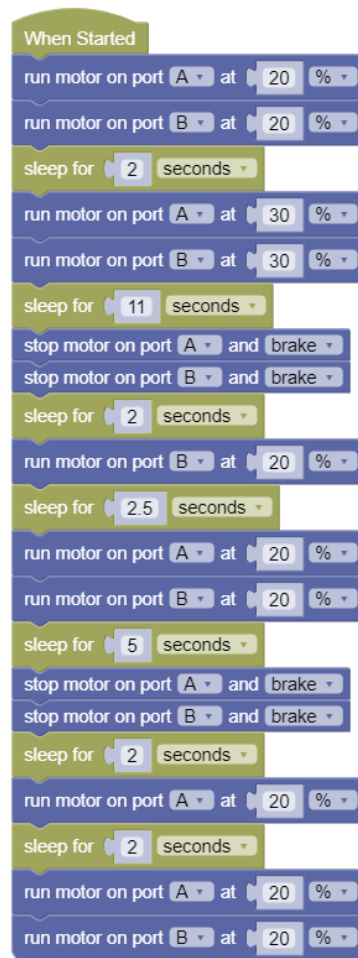 When Started
run motor on port A at 20 %
run motor on port B at 20 %
sleep for 2 seconds
run motor on port A at 30 %
run motor on port B at 30 %
sleep for 11 seconds
stop motor on port A and brake
stop motor on port B and brake
sleep for 2 seconds
run motor on port B at 20 %
sleep for 2.5 seconds
run motor on port A at 20 %
run motor on port B at 20 %
sleep for 5 seconds
stop motor on port A and brake
stop motor on port B and brake
sleep for 2 seconds
run motor on port A at 20 %
sleep for 2 seconds
run motor on port A at 20 %
run motor on port B at 20 %